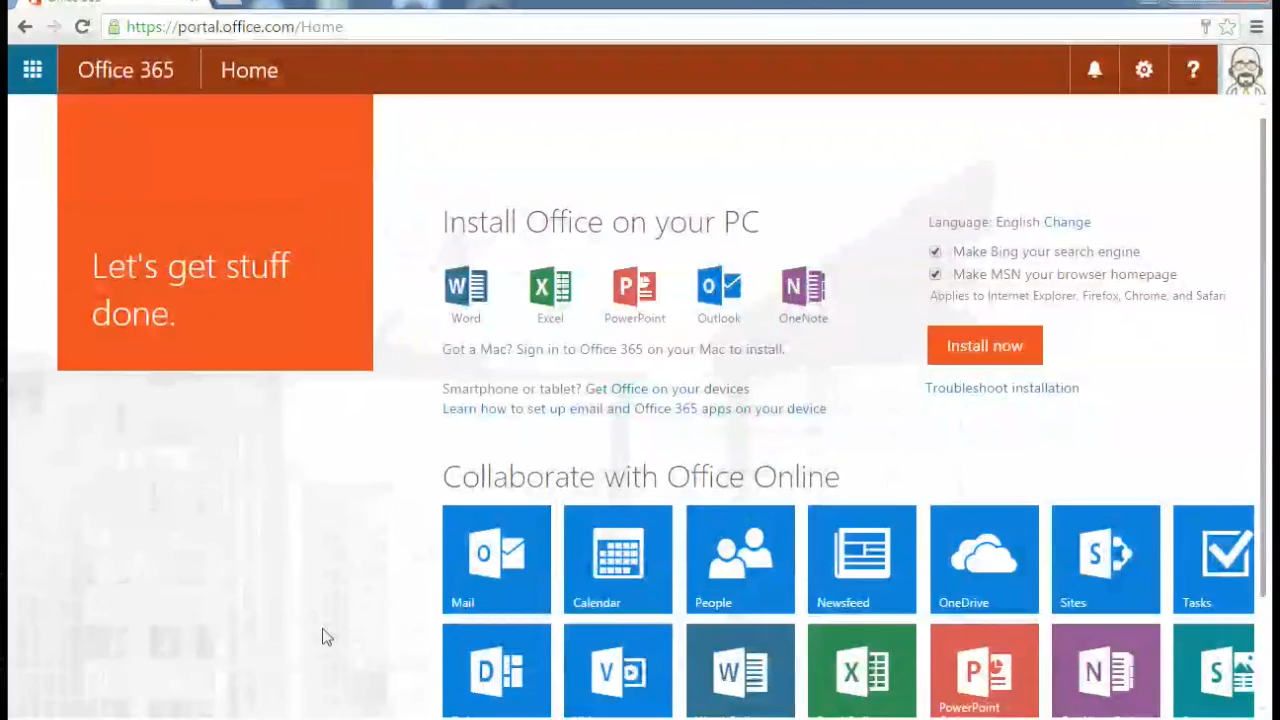 https://portal.office.com/Home
Office 365
Home
?
Let's get stuff
done.
Install Office on your PC
Word
Excel
PowerPoint
Outlook
OneNote
Got a Mac? Sign in to Office 365 on your Mac to install.
Smartphone or tablet? Get Office on your devices
Learn how to set up email and Office 365 apps on your device
Language: English Change
Make Bing your search engine
Make MSN your browser homepage
Applies to Internet Explorer, Firefox, Chrome, and Safari
Install now
Troubleshoot installation
Collaborate with Office Online
Mail
Calendar
People
Newsfeed
OneDrive
Sites
Tasks
PowerPoint